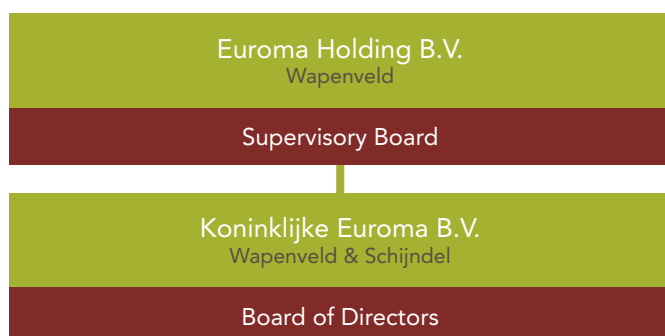 Euroma Holding B.V.
Wapenveld
Supervisory Board
Koninklijke Euroma B.V.
Wapenveld & Schijndel
Board of Directors